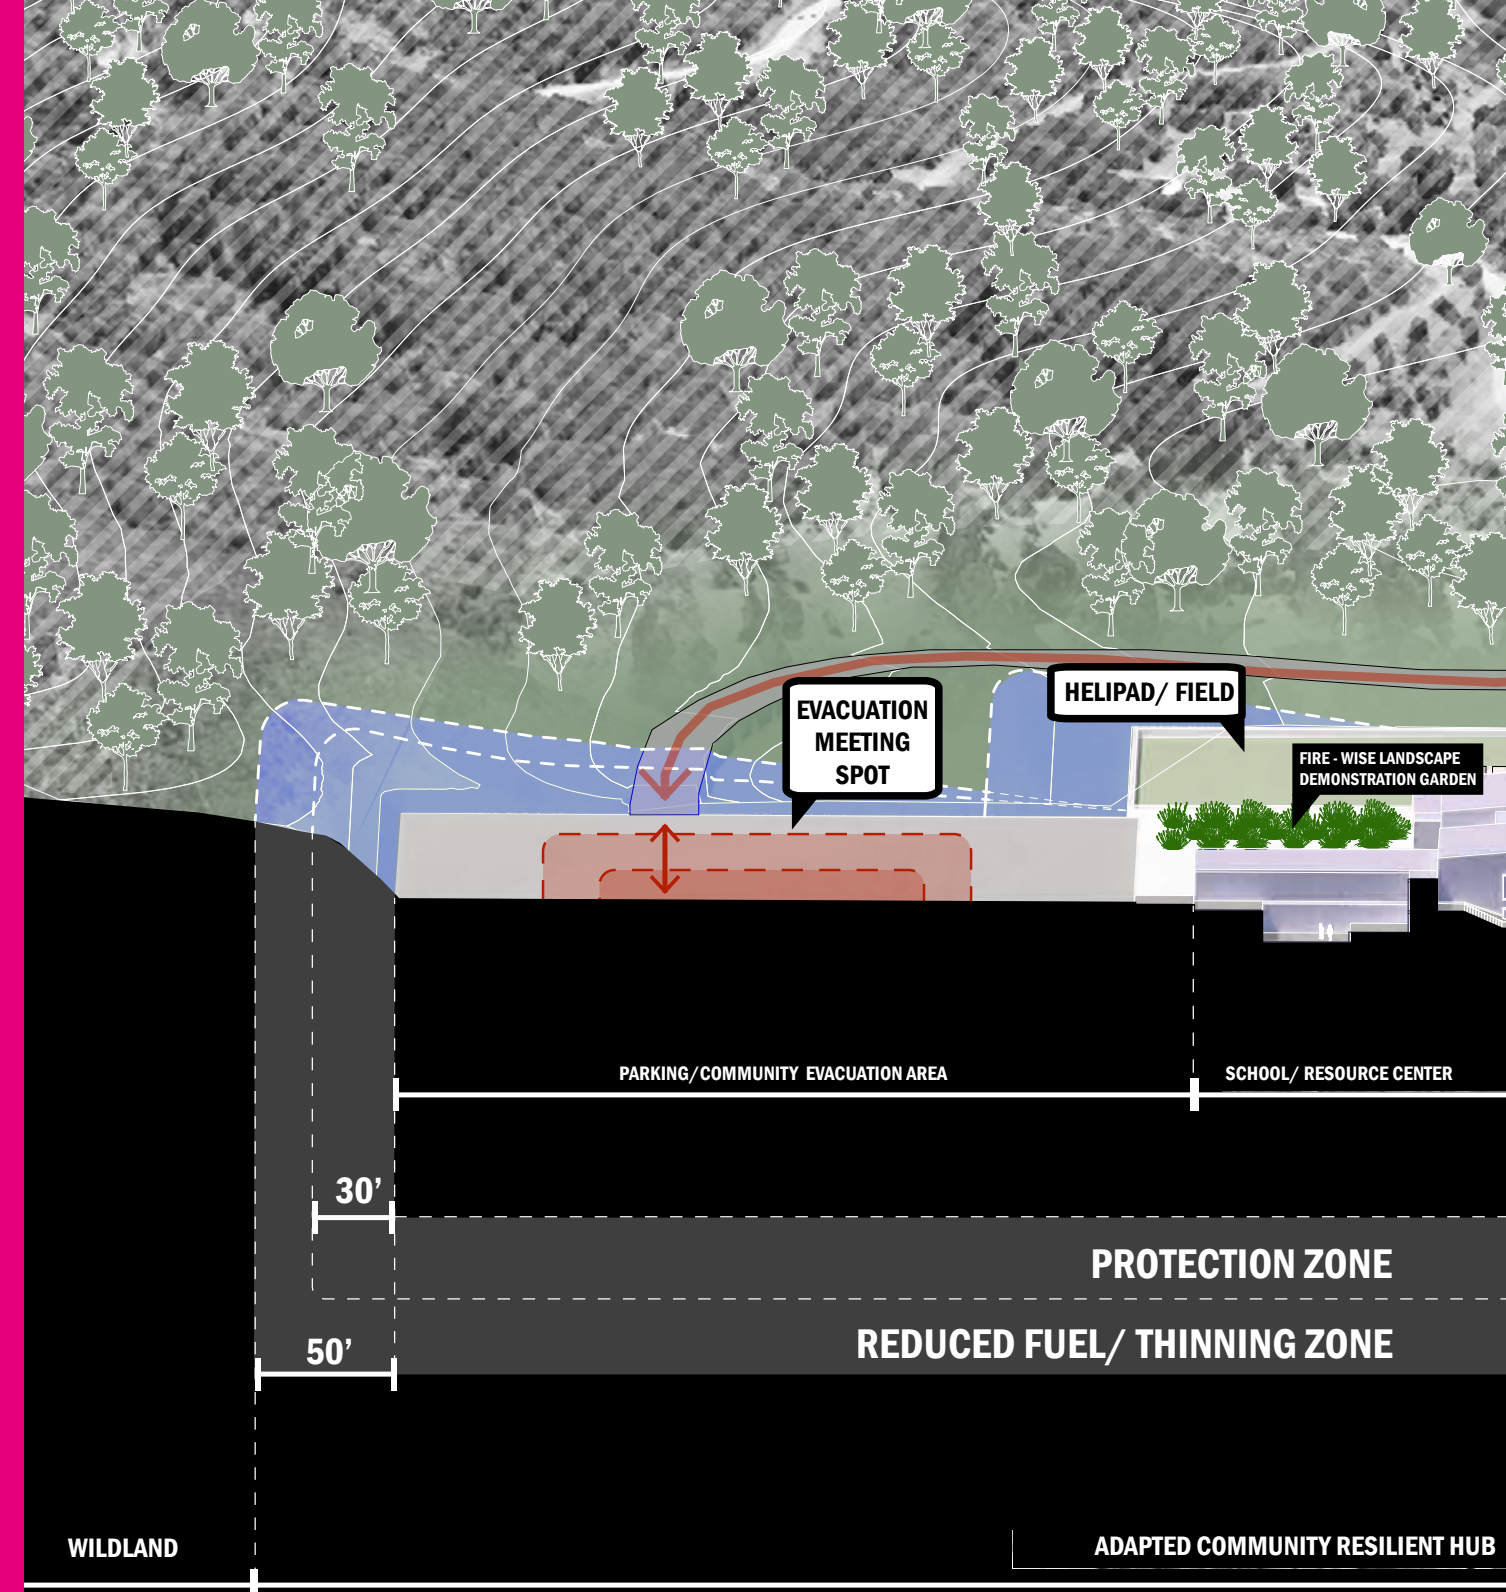 EVACUATION
MEETING
SPOT
HELIPAD/ FIELD
FIRE - WISE LANDSCAPE
DEMONSTRATION GARDEN
PARKING/COMMUNITY EVACUATION AREA
SCHOOL/ RESOURCE CENTER
30’
PROTECTION ZONE
REDUCED FUEL/ THINNING ZONE
50’
WILDLAND
ADAPTED COMMUNITY RESILIENT HUB